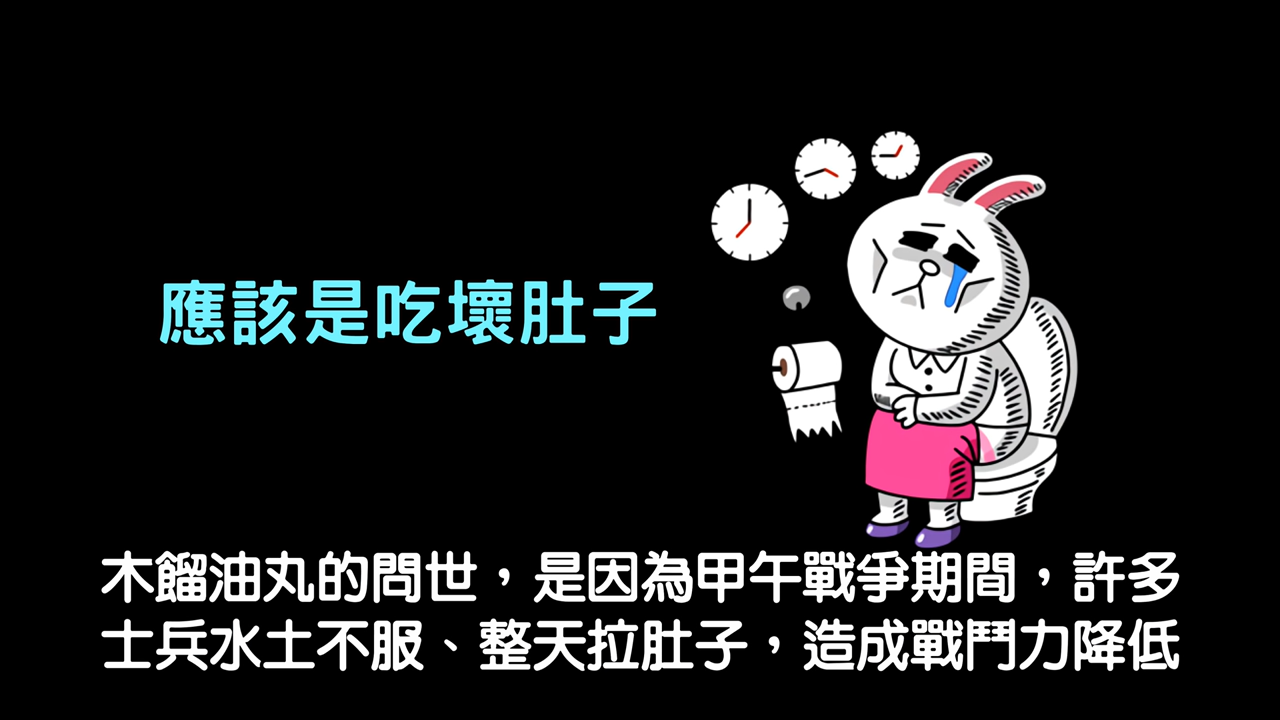 應該是吃壞肚子
木餾油丸的問世，是因為甲午戰爭期間，許多
士兵水土不服、整天拉肚子，造成戰鬥力降低